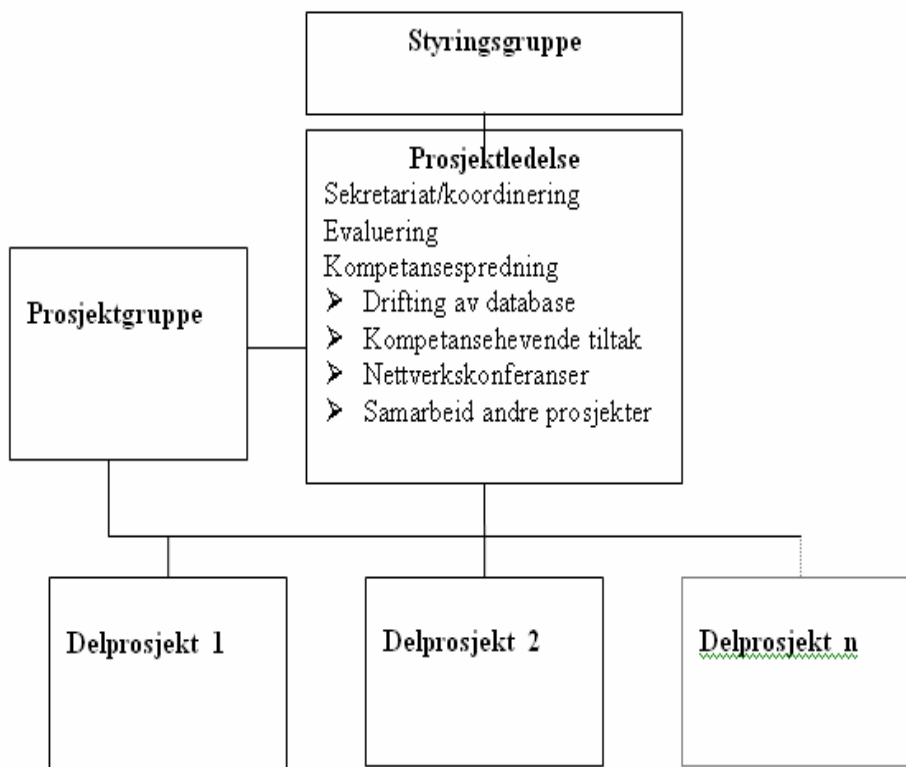 Styringsgruppe
Prosjektledelse
Sekretariat/koordinering
Evaluering
Kompetansespredning
➤ Drifting av database
➤ Kompetansehevende tiltak
➤ Nettverkskonferanser
➤ Samarbeid andre prosjekter
Prosjektgruppe
Delprosjekt 1
Delprosjekt 2
Delprosjekt n